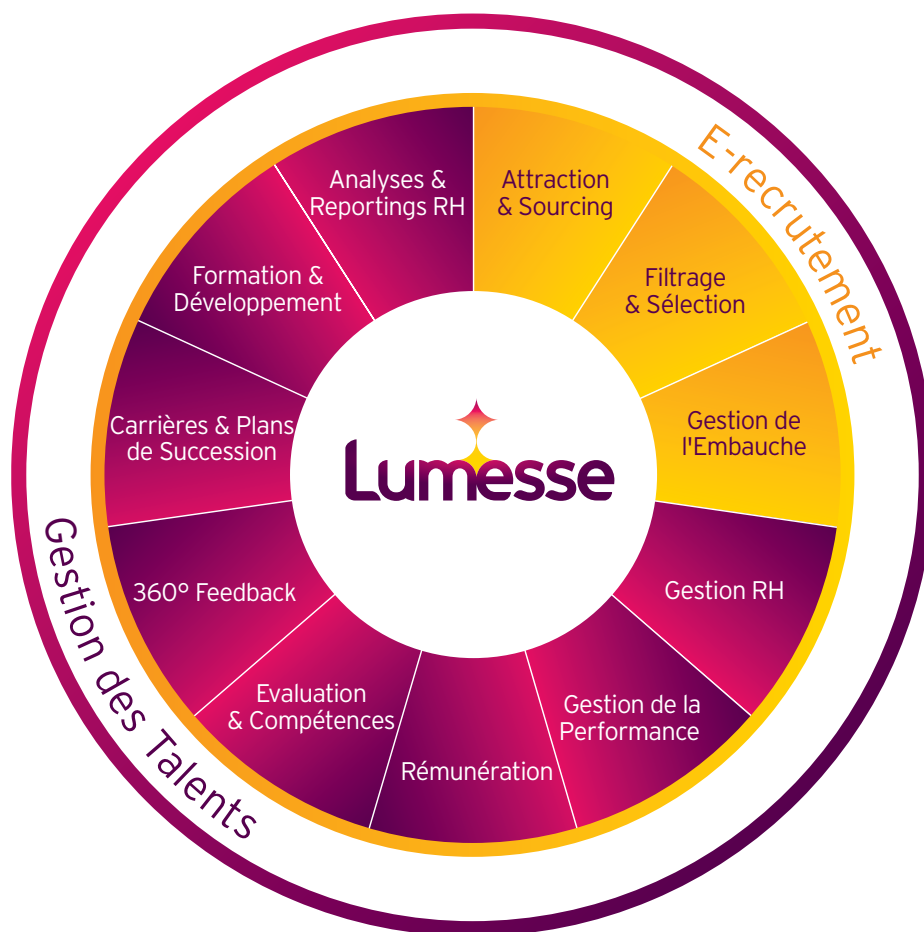 E-recrutement
Attraction
& Sourcing
Filtrage
& Sélection
Gestion de
l'Embauche
Gestion RH
Gestion de la
Performance
Rémunération
Evaluation
& Compétences
360° Feedback
Carrières & Plans
de Succession
Formation &
Développement
Analyses &
Reportings RH
Gestion des Talents
Lumesse